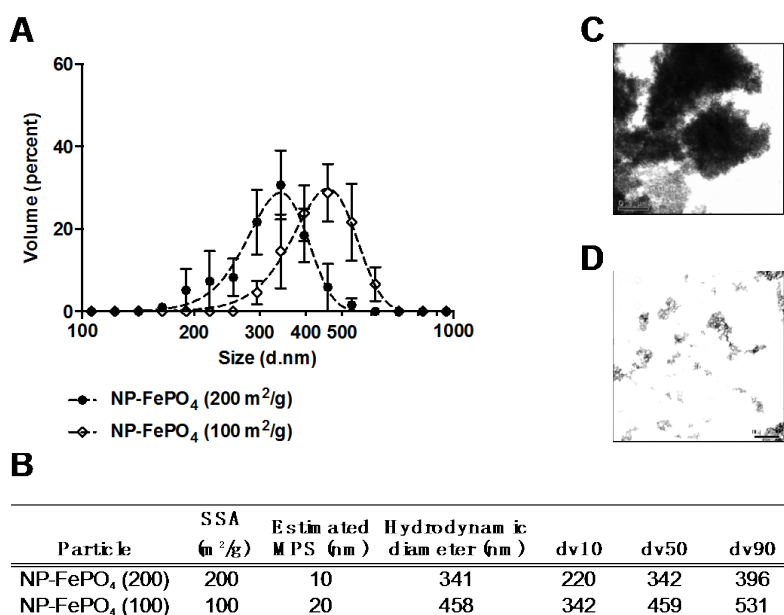 A
60
40
20
0
Volume (percent)
100 200 300 400 500 1000
Size (d.nm)
NP-FePO₄ (200 m²/g)
NP-FePO₄ (100 m²/g)
C
D
B
Particle SSA (m²/g) Estimated MPS (nm) Hydrodynamic diameter (nm) dv10 dv50 dv90
NP-FePO₄ (200) 200 10 341 220 342 396
NP-FePO₄ (100) 100 20 458 342 459 531